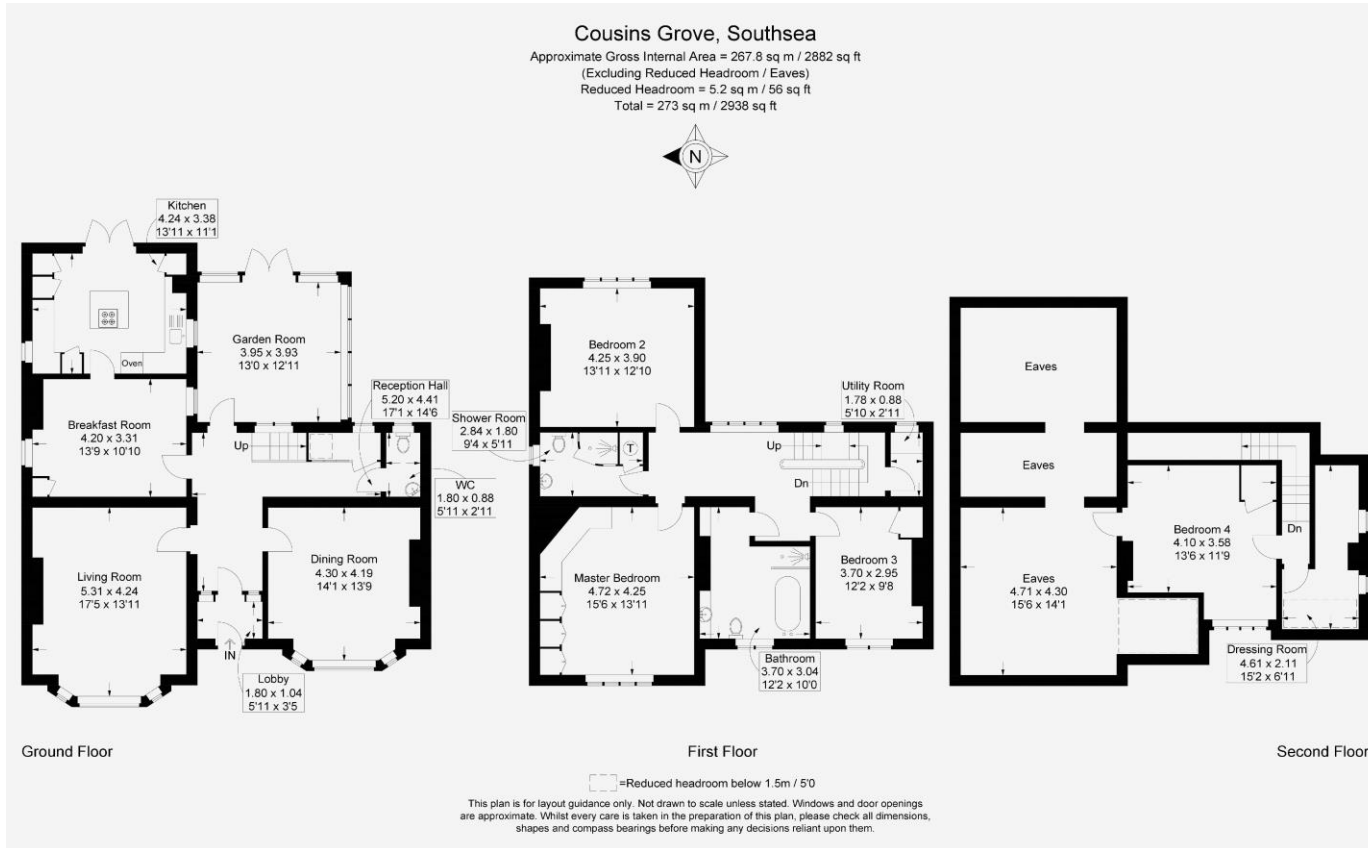 Cousins Grove, Southsea
Approximate Gross Internal Area = 267.8 sq m / 2882 sq ft
(Excluding Reduced Headroom / Eaves)
Reduced Headroom = 5.2 sq m / 56 sq ft
Total = 273 sq m / 2938 sq ft
N
Kitchen
4.24 x 3.38
13'11 x 11'1
Oven
Garden Room
3.95 x 3.93
13'0 x 12'11
Reception Hall
5.20 x 4.41
17'1 x 14'6
Breakfast Room
4.20 x 3.31
13'9 x 10'10
Up
WC
1.80 x 0.88
5'11 x 2'11
Living Room
5.31 x 4.24
17'5 x 13'11
Dining Room
4.30 x 4.19
14'1 x 13'9
IN
Lobby
1.80 x 1.04
5'11 x 3'5
Ground Floor
Bedroom 2
4.25 x 3.90
13'11 x 12'10
Shower Room
2.84 x 1.80
9'4 x 5'11
T
Utility Room
1.78 x 0.88
5'10 x 2'11
Up
Dn
Master Bedroom
4.72 x 4.25
15'6 x 13'11
Bedroom 3
3.70 x 2.95
12'2 x 9'8
Bathroom
3.70 x 3.04
12'2 x 10'0
First Floor
Eaves
Eaves
Eaves
4.71 x 4.30
15'6 x 14'1
Bedroom 4
4.10 x 3.58
13'6 x 11'9
Dn
Dressing Room
4.61 x 2.11
15'2 x 6'11
Second Floor
=Reduced headroom below 1.5m / 5'0
This plan is for layout guidance only. Not drawn to scale unless stated. Windows and door openings
are approximate. Whilst every care is taken in the preparation of this plan, please check all dimensions,
shapes and compass bearings before making any decisions reliant upon them.